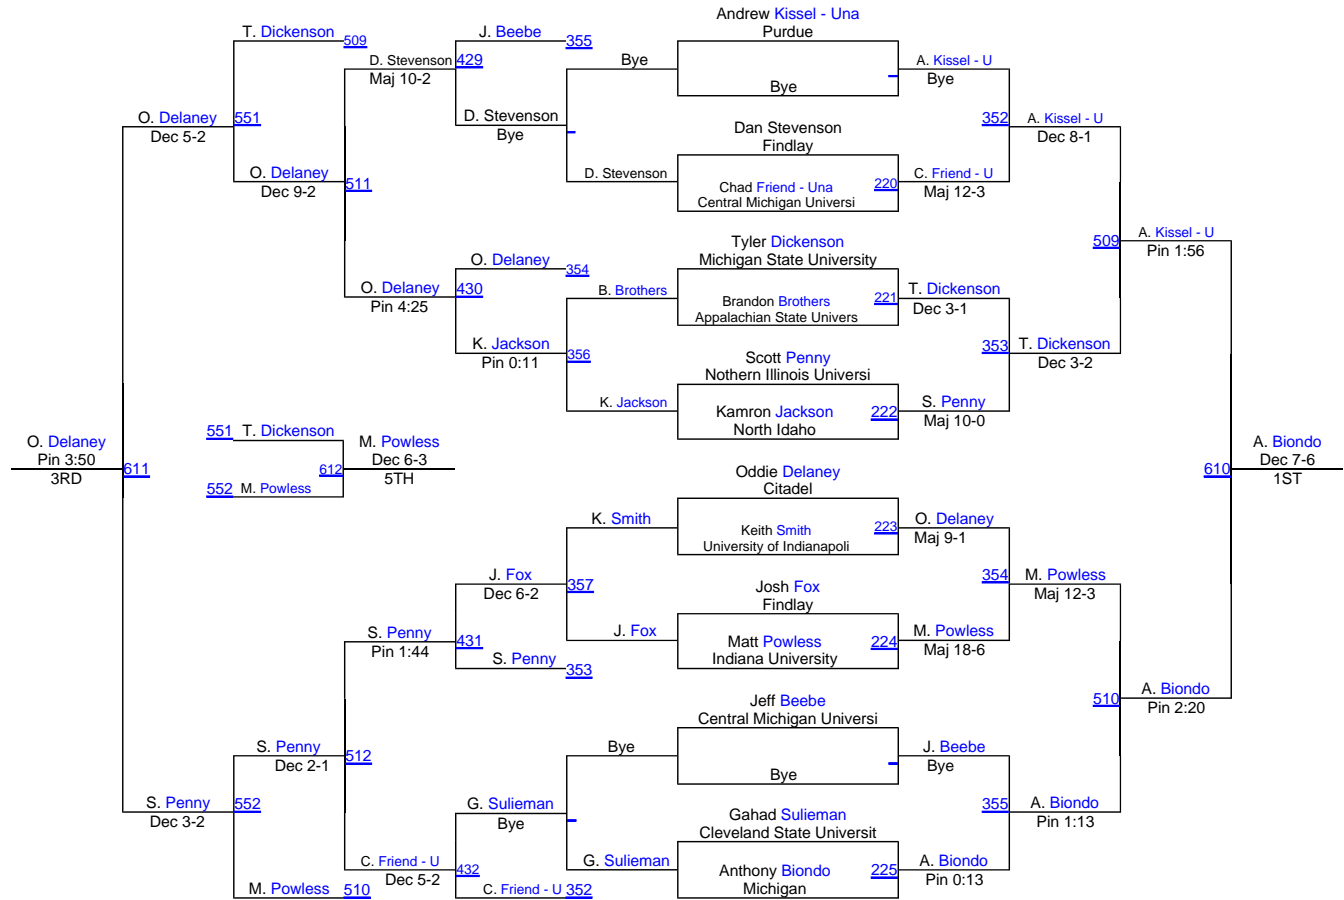 Andrew Kissel - Una
Purdue
T. Dickenson 509
J. Beebe 355
D. Stevenson 429
Maj 10-2
Bye
Bye
A. Kissel - U
Bye
O. Delaney 551
Dec 5-2
D. Stevenson
Bye
352 A. Kissel - U
Dec 8-1
Dan Stevenson
Findlay
O. Delaney 511
Dec 9-2
D. Stevenson
Chad Friend - Una 220
Central Michigan Universi
C. Friend - U
Maj 12-3
A. Kissel - U
Pin 1:56
509
Tyler Dickenson
Michigan State University
O. Delaney 354
O. Delaney 430
Pin 4:25
B. Brothers
Brandon Brothers 221
Appalachian State Univers
T. Dickenson
Dec 3-1
K. Jackson 356
Pin 0:11
353 T. Dickenson
Dec 3-2
Scott Penny
Nothern Illinois Universi
K. Jackson
Kamron Jackson 222
North Idaho
S. Penny
Maj 10-0
551 T. Dickenson
O. Delaney
Pin 3:50
3RD
611
612
M. Powless
Dec 6-3
5TH
552 M. Powless
610
A. Biondo
Dec 7-6
1ST
Oddie Delaney
Citadel
K. Smith
Keith Smith 223
University of Indianapoli
O. Delaney
Maj 9-1
J. Fox 357
Dec 6-2
354 M. Powless
Maj 12-3
Josh Fox
Findlay
S. Penny 431
Pin 1:44
J. Fox
Matt Powless 224
Indiana University
M. Powless
Maj 18-6
S. Penny 353
510 A. Biondo
Pin 2:20
Jeff Beebe
Central Michigan Universi
S. Penny 512
Dec 2-1
Bye
Bye
J. Beebe
Bye
S. Penny 552
Dec 3-2
G. Sulieman
Bye
355 A. Biondo
Pin 1:13
Gahad Sulieman
Cleveland State Universit
C. Friend - U 432
Dec 5-2
G. Sulieman
Anthony Biondo 225
Michigan
A. Biondo
Pin 0:13
M. Powless 510
C. Friend - U 352